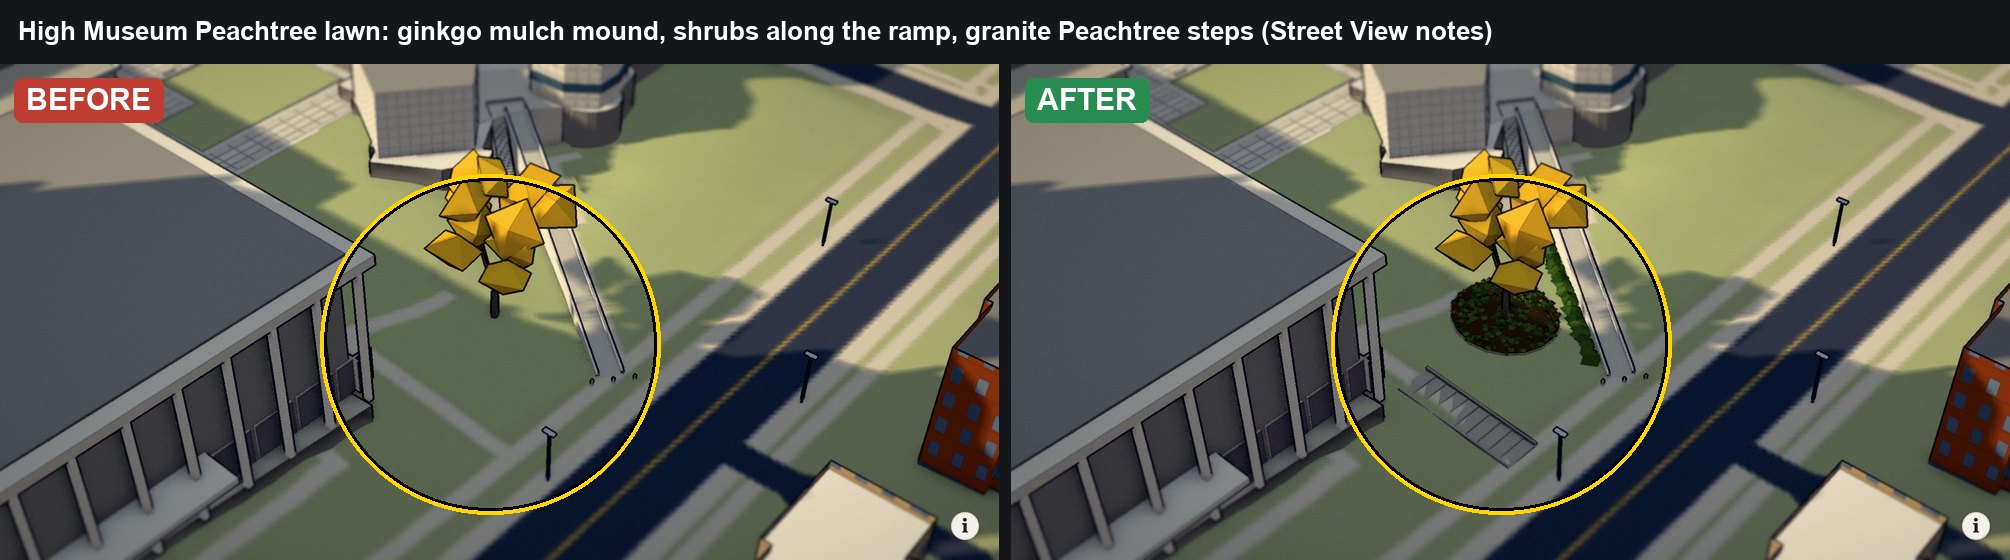 High Museum Peachtree lawn: ginkgo mulch mound, shrubs along the ramp, granite Peachtree steps (Street View notes)
BEFORE
AFTER
i
i